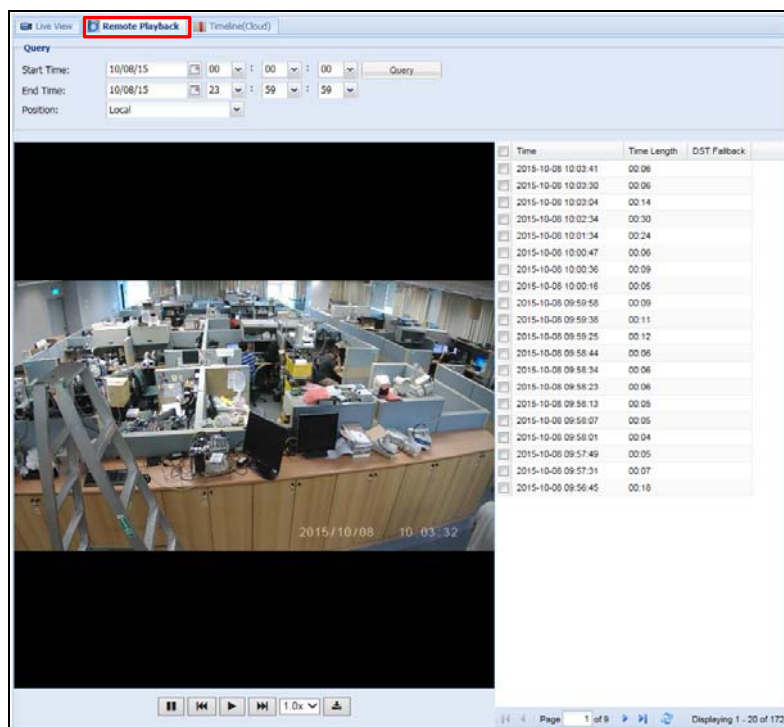 Live View Remote Playback Timeline(Cloud)
Query
Start Time: 10/08/15 00 : 00 : 00 Query
End Time: 10/08/15 23 : 59 : 59
Position: Local
Time Time Length DST Fallback
2015-10-08 10:03:41 00:06
2015-10-08 10:03:30 00:06
2015-10-08 10:03:04 00:14
2015-10-08 10:02:34 00:30
2015-10-08 10:01:34 00:24
2015-10-08 10:00:47 00:06
2015-10-08 10:00:36 00:09
2015-10-08 10:00:16 00:05
2015-10-08 09:59:58 00:09
2015-10-08 09:59:38 00:11
2015-10-08 09:59:25 00:12
2015-10-08 09:58:44 00:06
2015-10-08 09:58:34 00:06
2015-10-08 09:58:23 00:06
2015-10-08 09:58:13 00:05
2015-10-08 09:58:07 00:05
2015-10-08 09:58:01 00:04
2015-10-08 09:57:49 00:05
2015-10-08 09:57:31 00:07
2015-10-08 09:56:45 00:18
2015/10/08 10:03:32
1.0x
Page 1 of 9 Displaying 1 - 20 of